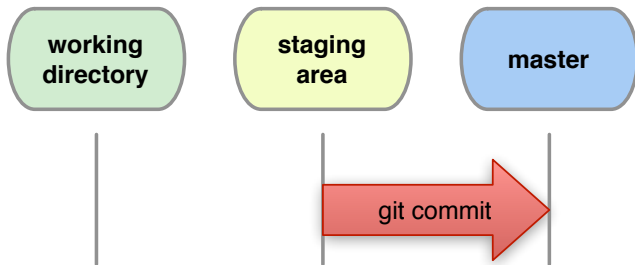 working
directory
staging
area
master
git commit